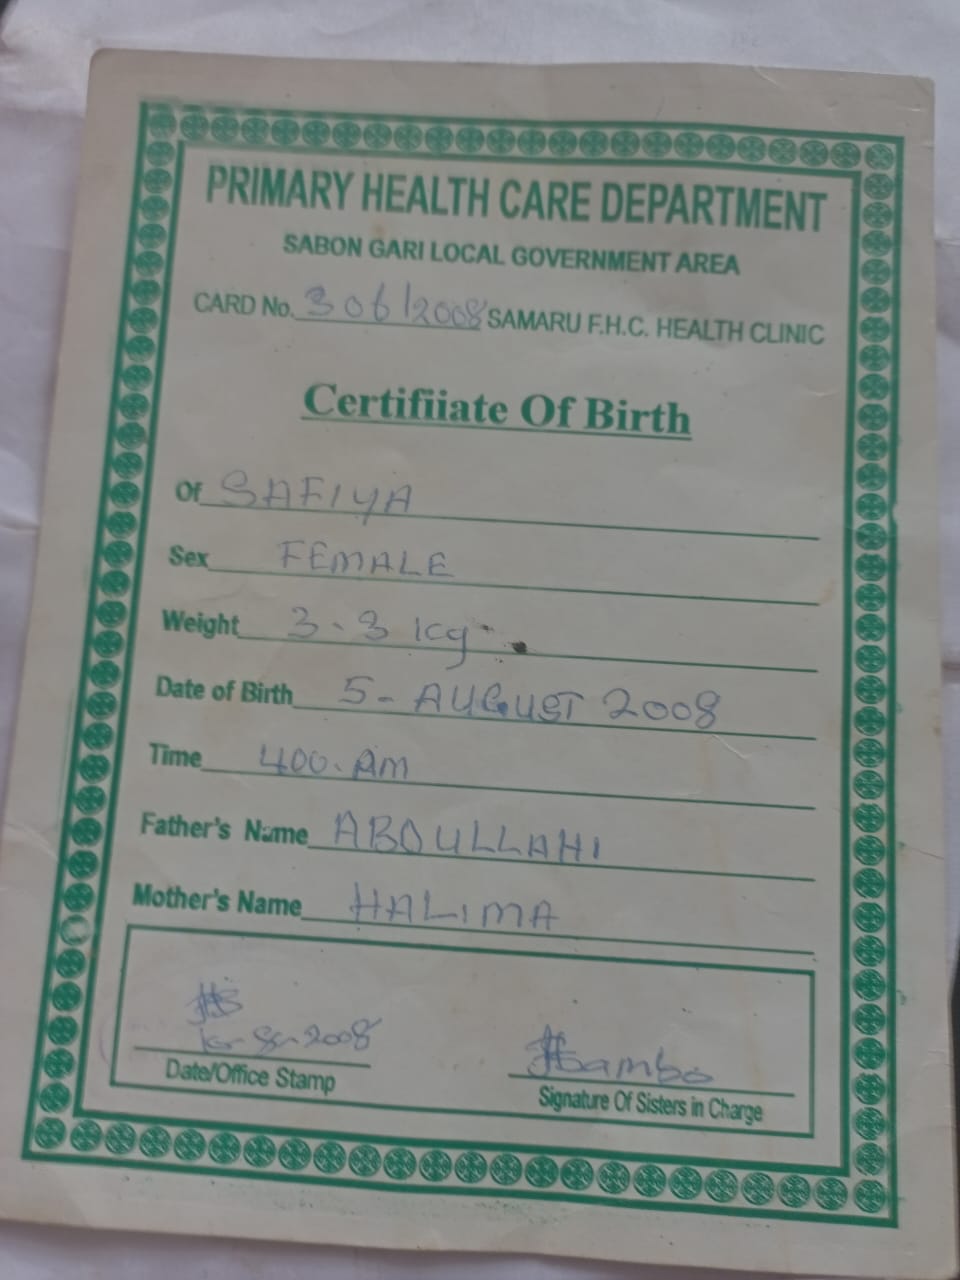 PRIMARY HEALTH CARE DEPARTMENT
SABON GARI LOCAL GOVERNMENT AREA
CARD No. 306/2008 SAMARU F.H.C. HEALTH CLINIC
Certifiiate Of Birth
Of SAFIYA
Sex FEMALE
Weight 3.3 kg
Date of Birth 5- AUGUST 2008
Time 400. AM
Father's Name ABDULLAHI
Mother's Name HALIMA
2008
Date/Office Stamp
Signature Of Sisters in Charge